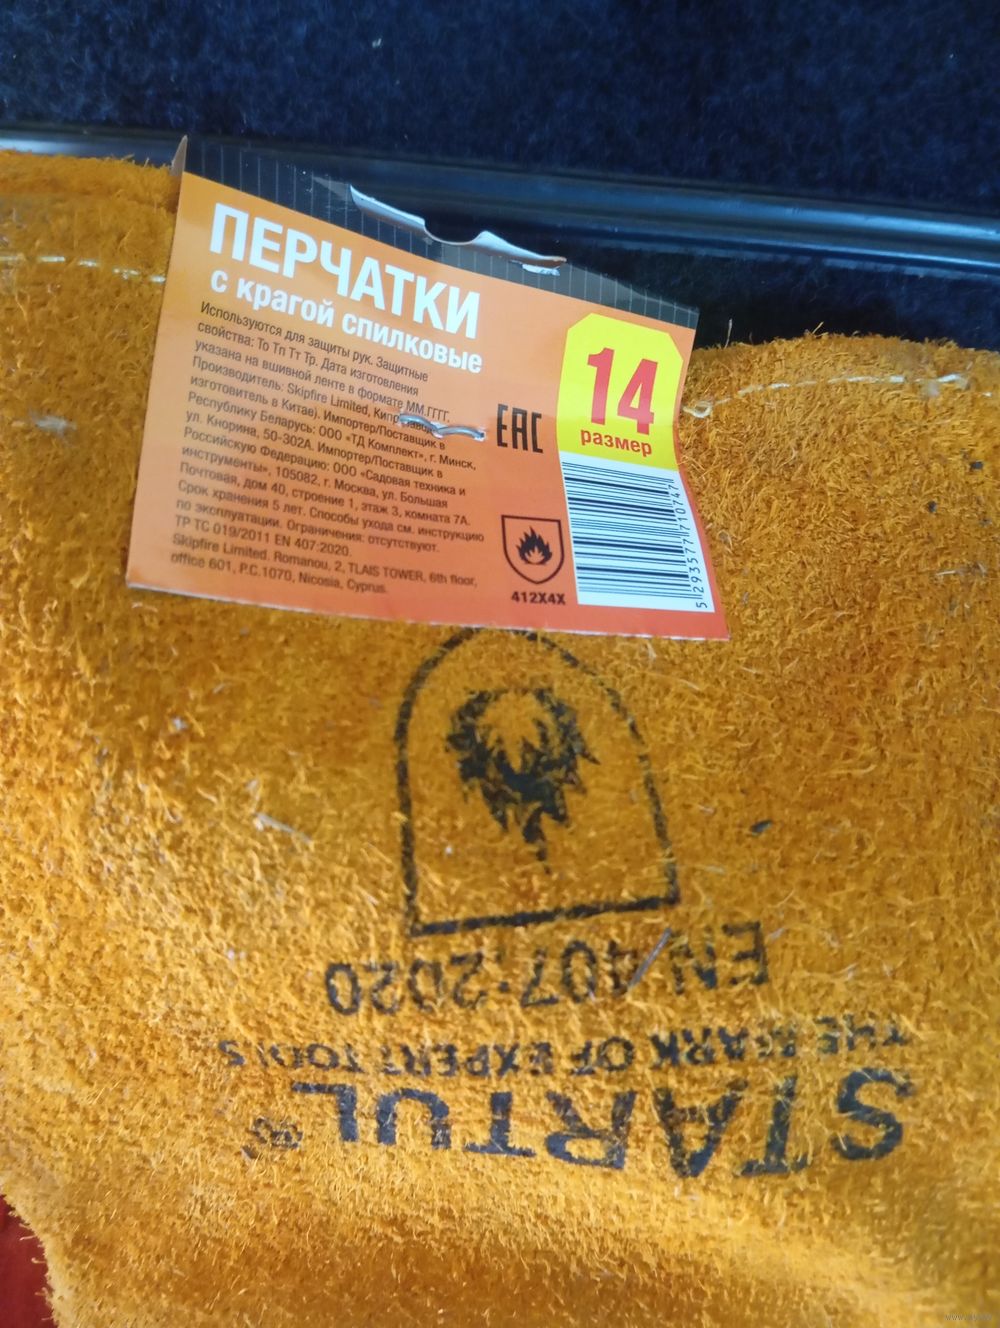 ПЕРЧАТКИ
с крагой спилковые
Используются для защиты рук. Защитные
свойства: То Тп Тт Тр. Дата изготовления
указана на вшивной ленте в формате ММ.ГГГГ.
Производитель: Skipfire Limited, Кипр
изготовитель в Китае). Импортер/Поставщик в
Республику Беларусь: ООО «ТД Комплект», г. Минск,
ул. Кнорина, 50-302А. Импортер/Поставщик в
Российскую Федерацию: ООО «Садовая техника и
инструменты», 105082, г. Москва, ул. Большая
Почтовая, дом 40, строение 1, этаж 3, комната 7А.
Срок хранения 5 лет. Способы ухода см. инструкцию
по эксплуатации. Ограничения: отсутствуют.
ТР ТС 019/2011 EN 407:2020.
Skipfire Limited. Romanou, 2, TLAIS TOWER, 6th floor,
office 601, P.C.1070, Nicosia, Cyprus.
EAC
14
размер
412X4X
5293577710747
STARTUL®
THE MARK OF EXPERT TOOLS
EN 407:2020